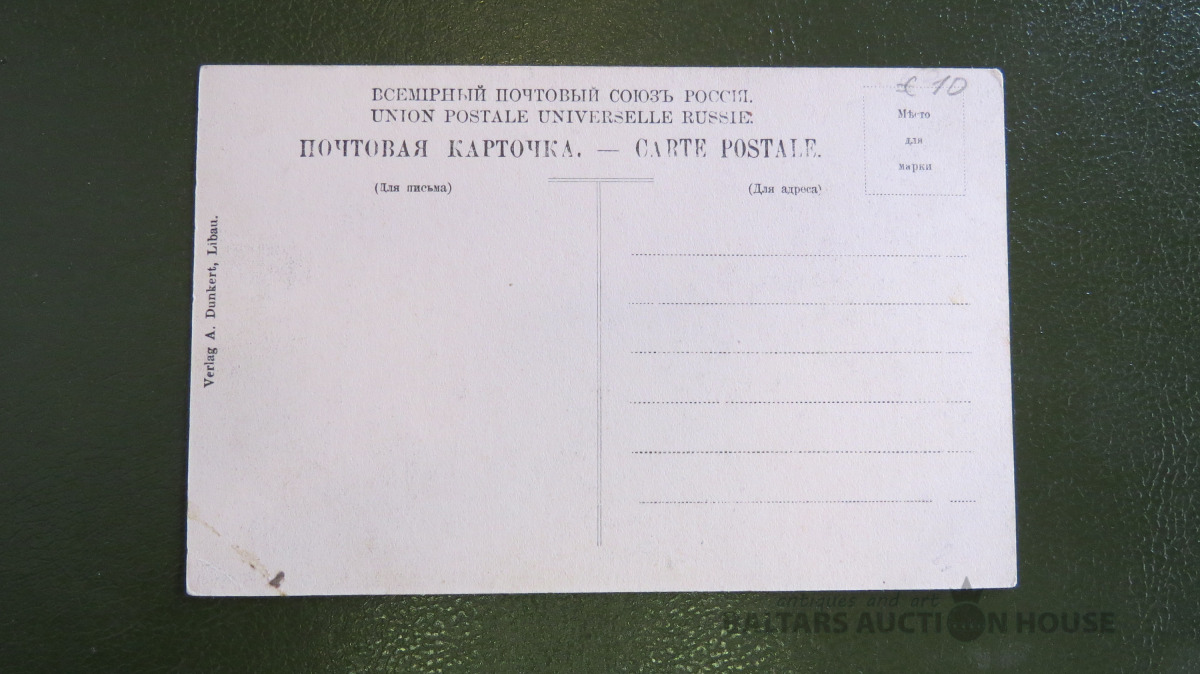 ВСЕМІРНЫЙ ПОЧТОВЫЙ СОЮЗЪ РОССІЯ.
UNION POSTALE UNIVERSELLE RUSSIE.
ПОЧТОВАЯ КАРТОЧКА. — CARTE POSTALE.
(Для письма)
(Для адреса)
€ 10
Мѣсто
для
марки
Verlag A. Dunkert, Libau.
antiques and art
BALTARS AUCTION HOUSE